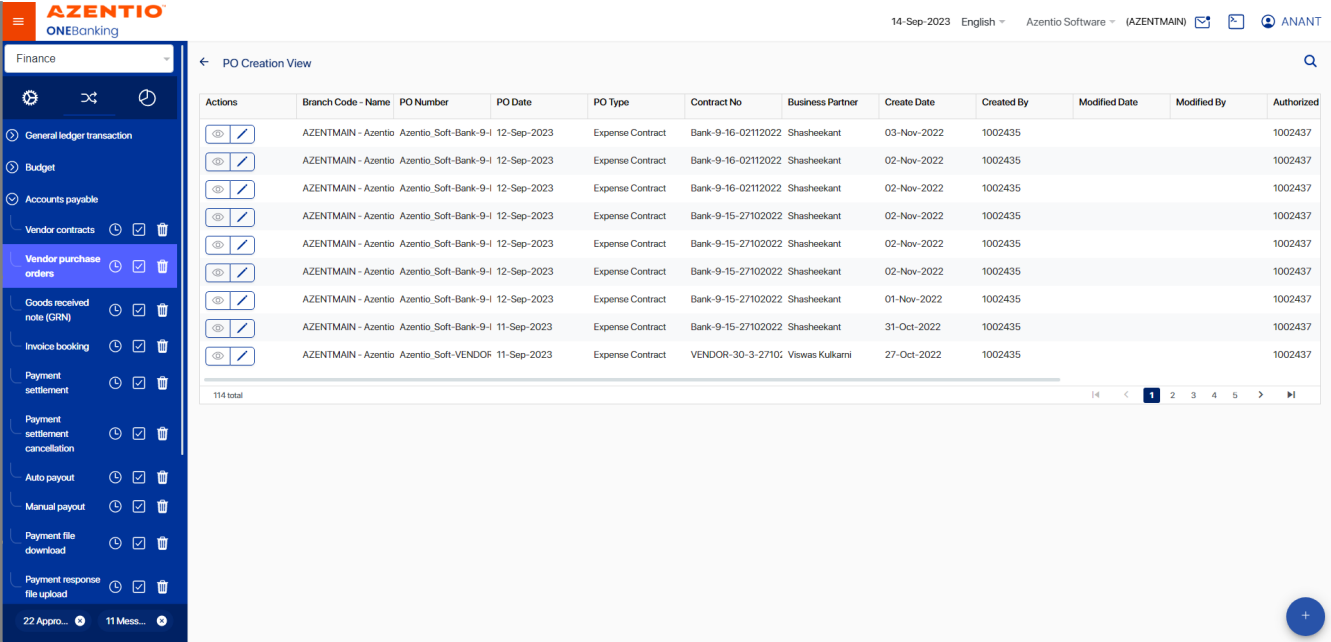 AZENTIO
ONEBanking
14-Sep-2023 English Azentio Software (AZENTMAIN) ANANT
Finance
General ledger transaction
Budget
Accounts payable
Vendor contracts
Vendor purchase
orders
Goods received
note (GRN)
Invoice booking
Payment
settlement
Payment
settlement
cancellation
Auto payout
Manual payout
Payment file
download
Payment response
file upload
22 Appro... 11 Mess...
PO Creation View
Actions Branch Code - Name PO Number PO Date PO Type Contract No Business Partner Create Date Created By Modified Date Modified By Authorized
AZENTMAIN - Azentio Azentio_Soft-Bank-9- 12-Sep-2023 Expense Contract Bank-9-16-02112022 Shasheekant 03-Nov-2022 1002435 1002437
AZENTMAIN - Azentio Azentio_Soft-Bank-9- 12-Sep-2023 Expense Contract Bank-9-16-02112022 Shasheekant 02-Nov-2022 1002435 1002437
AZENTMAIN - Azentio Azentio_Soft-Bank-9- 12-Sep-2023 Expense Contract Bank-9-16-02112022 Shasheekant 02-Nov-2022 1002435 1002437
AZENTMAIN - Azentio Azentio_Soft-Bank-9- 12-Sep-2023 Expense Contract Bank-9-15-27102022 Shasheekant 02-Nov-2022 1002435 1002437
AZENTMAIN - Azentio Azentio_Soft-Bank-9- 12-Sep-2023 Expense Contract Bank-9-15-27102022 Shasheekant 02-Nov-2022 1002435 1002437
AZENTMAIN - Azentio Azentio_Soft-Bank-9- 12-Sep-2023 Expense Contract Bank-9-15-27102022 Shasheekant 02-Nov-2022 1002435 1002437
AZENTMAIN - Azentio Azentio_Soft-Bank-9- 12-Sep-2023 Expense Contract Bank-9-15-27102022 Shasheekant 01-Nov-2022 1002435 1002437
AZENTMAIN - Azentio Azentio_Soft-Bank-9- 11-Sep-2023 Expense Contract Bank-9-15-27102022 Shasheekant 31-Oct-2022 1002435 1002437
AZENTMAIN - Azentio Azentio_Soft-VENDOR 11-Sep-2023 Expense Contract VENDOR-30-3-2710 Viswas Kulkarni 27-Oct-2022 1002435 1002437
114 total 1 2 3 4 5